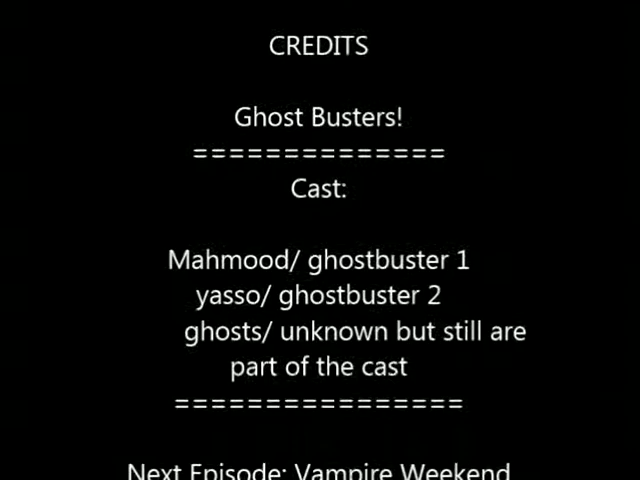 CREDITS
Ghost Busters!
==============
Cast:
Mahmood/ ghostbuster 1
yasso/ ghostbuster 2
ghosts/ unknown but still are
part of the cast
================
Next Episode: Vampire Weekend